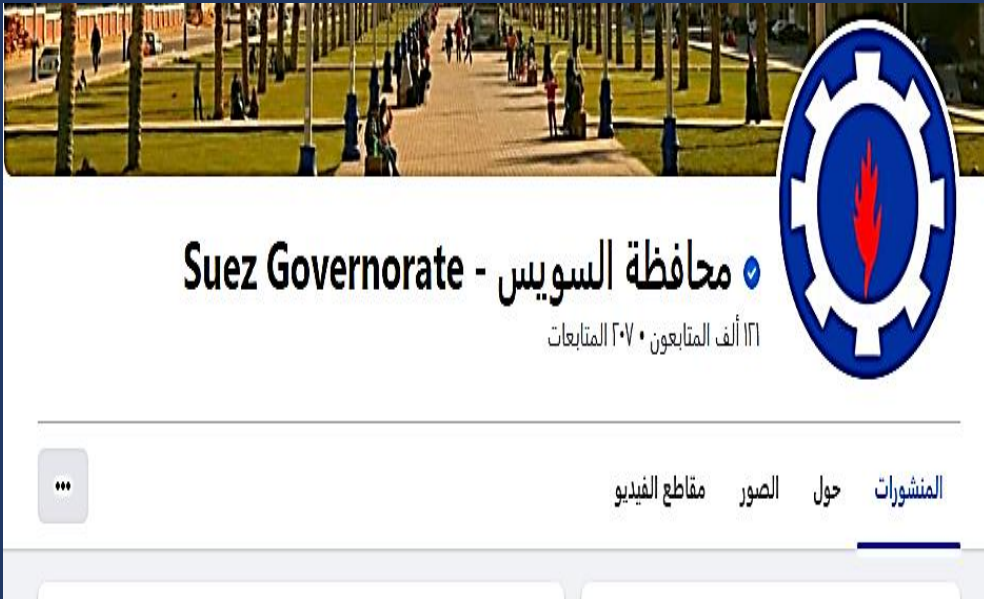 محافظة السويس - Suez Governorate
١٢١ ألف المتابعون • ٢٠٧ المتابعات
المنشورات حول الصور مقاطع الفيديو